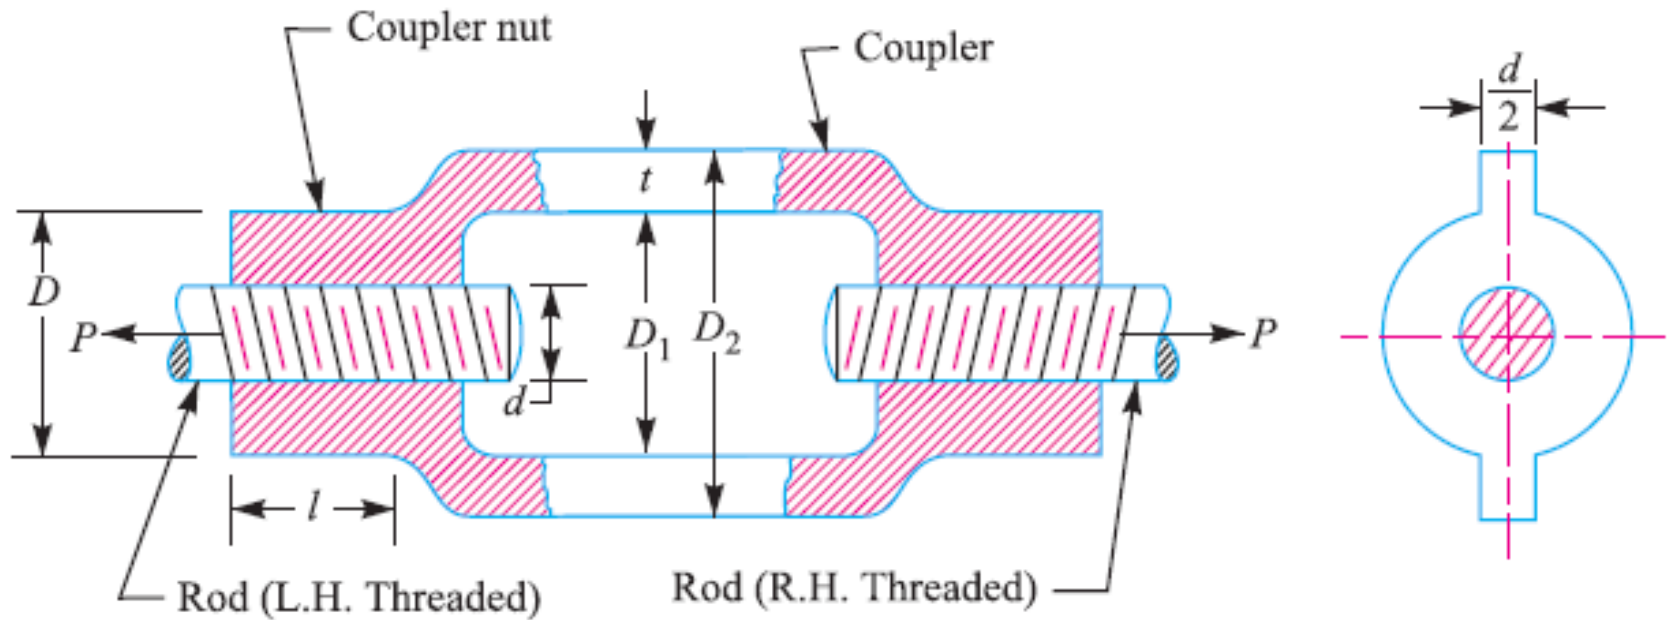 Coupler nut
Coupler
d
2
t
D
P
D1
D2
P
d
l
Rod (L.H. Threaded)
Rod (R.H. Threaded)